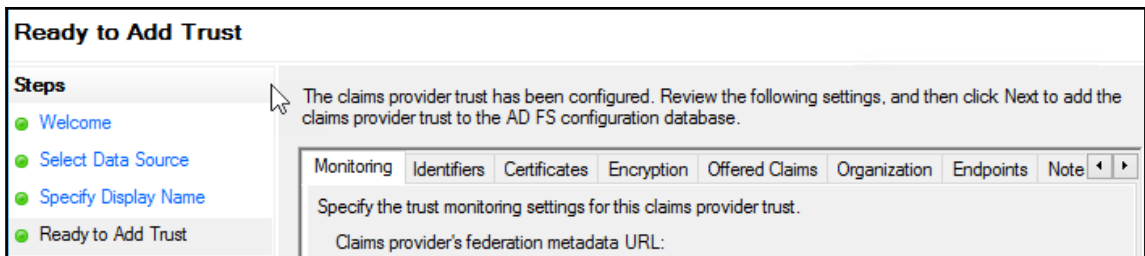 Ready to Add Trust
Steps
Welcome
Select Data Source
Specify Display Name
Ready to Add Trust
The claims provider trust has been configured. Review the following settings, and then click Next to add the
claims provider trust to the AD FS configuration database.
Monitoring Identifiers Certificates Encryption Offered Claims Organization Endpoints Note
Specify the trust monitoring settings for this claims provider trust.
Claims provider's federation metadata URL: